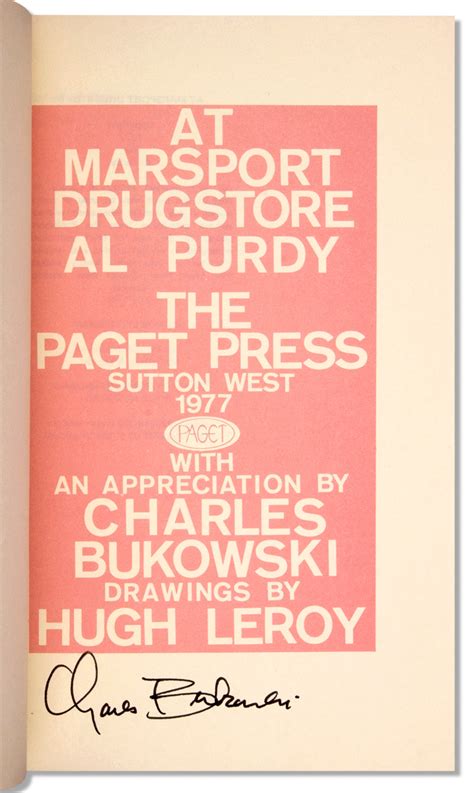 AT
MARSPORT
DRUGSTORE
AL PURDY
THE
PAGET PRESS
SUTTON WEST
1977
PAGET
WITH
AN APPRECIATION BY
CHARLES
BUKOWSKI
DRAWINGS BY
HUGH LEROY
Charles Bukowski